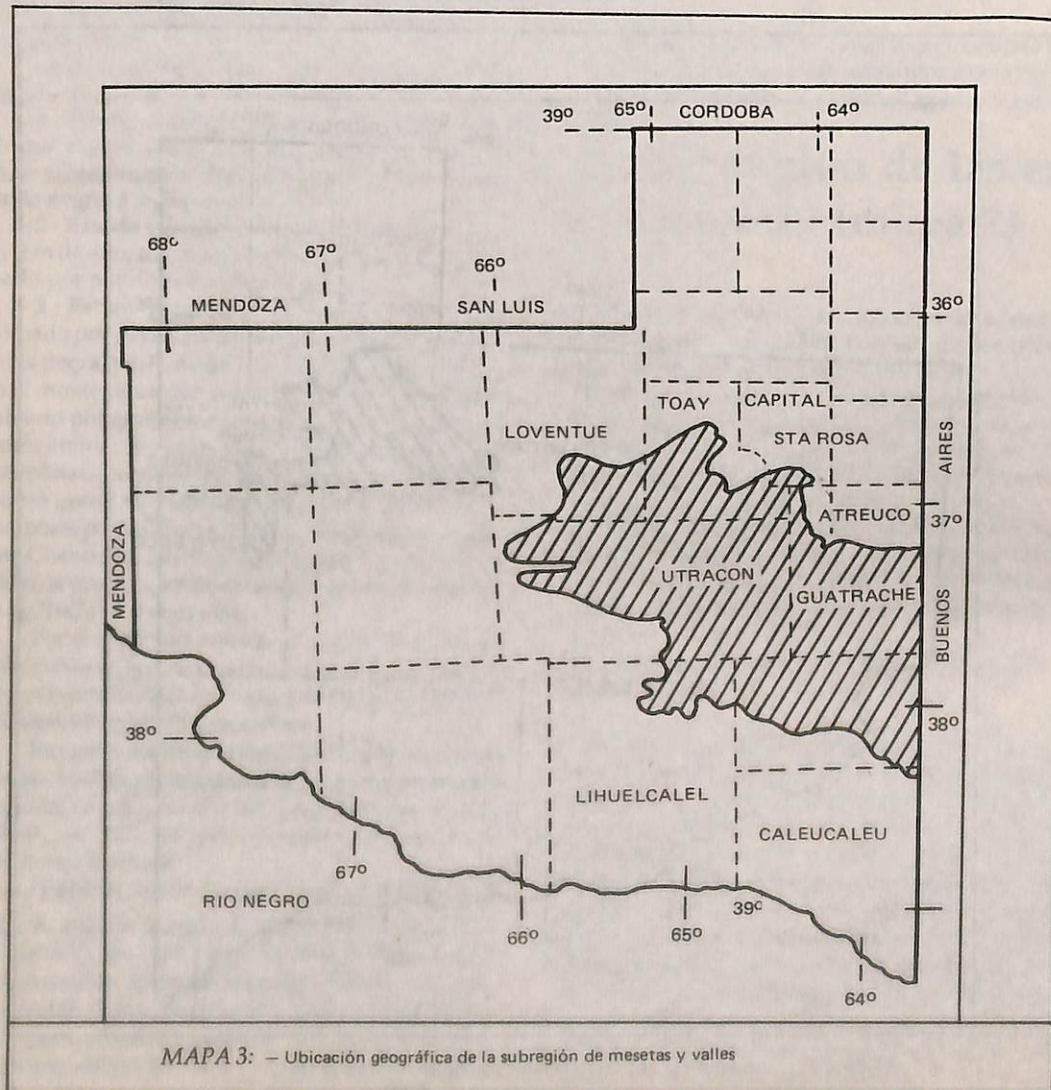 39º 65º CORDOBA 64º
68º 67º 66º
MENDOZA SAN LUIS
36º
TOAY CAPITAL
LOVENTUE STA ROSA
BUENOS AIRES
ATREUCO
37º
MENDOZA
UTRACON
GUATRACHE
38º
38º
LIHUELCALEL
CALEUCALEU
67º
RIO NEGRO
39º
66º 65º
64º
MAPA 3: – Ubicación geográfica de la subregión de mesetas y valles